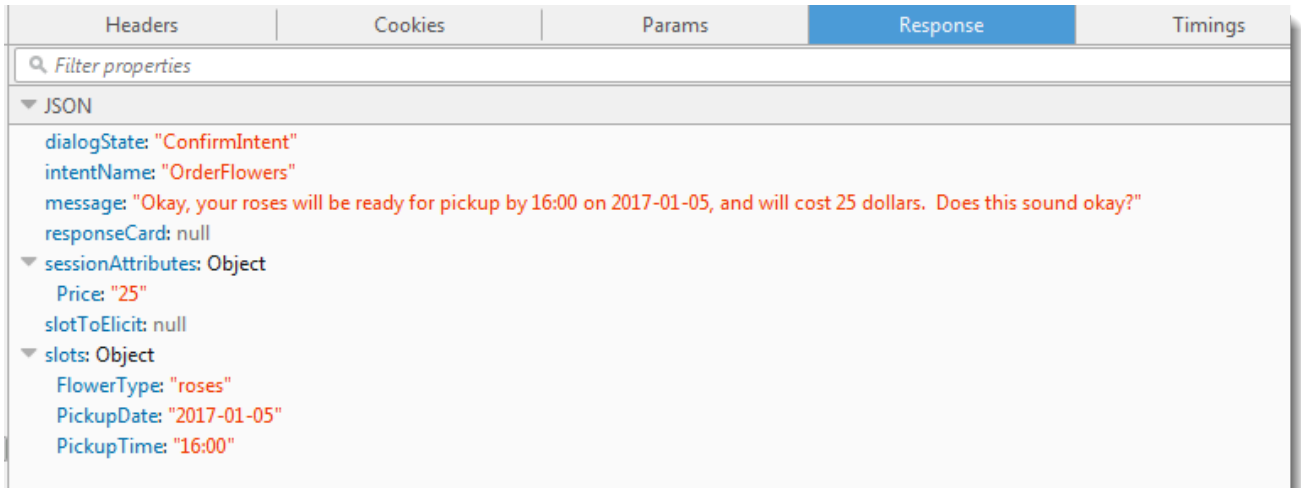 Headers Cookies Params Response Timings
Filter properties
JSON
dialogState: "ConfirmIntent"
intentName: "OrderFlowers"
message: "Okay, your roses will be ready for pickup by 16:00 on 2017-01-05, and will cost 25 dollars.  Does this sound okay?"
responseCard: null
sessionAttributes: Object
Price: "25"
slotToElicit: null
slots: Object
FlowerType: "roses"
PickupDate: "2017-01-05"
PickupTime: "16:00"